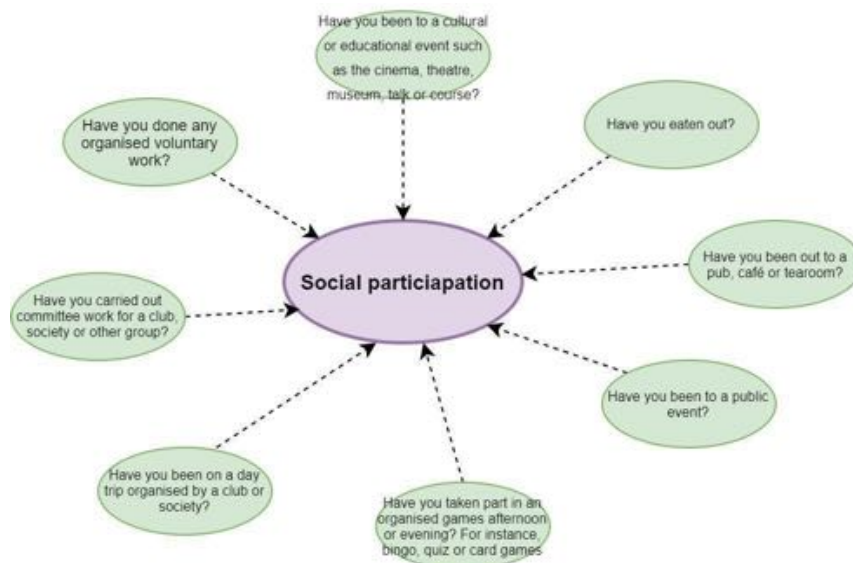 Have you been to a cultural
or educational event such
as the cinema, theatre,
museum, talk or course?
Have you eaten out?
Have you done any
organised voluntary
work?
Have you been out to a
pub, café or tearoom?
Social particiapation
Have you carried out
committee work for a club,
society or other group?
Have you been to a public
event?
Have you been on a day
trip organised by a club or
society?
Have you taken part in an
organised games afternoon
or evening? For instance,
bingo, quiz or card games